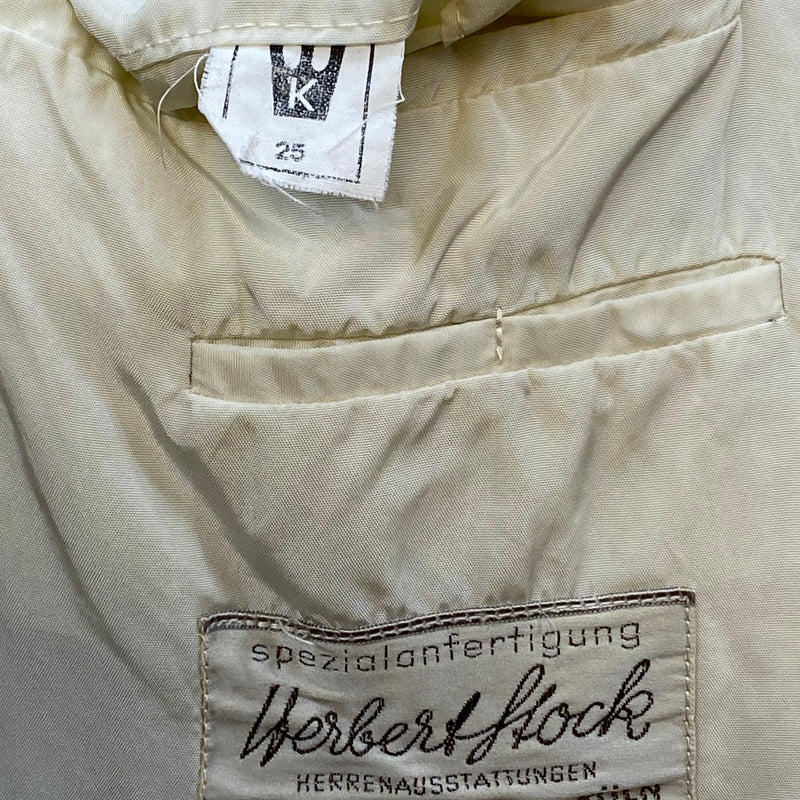 K
25
spezialanfertigung
Herbert Stock
HERRENAUSSTATTUNGEN